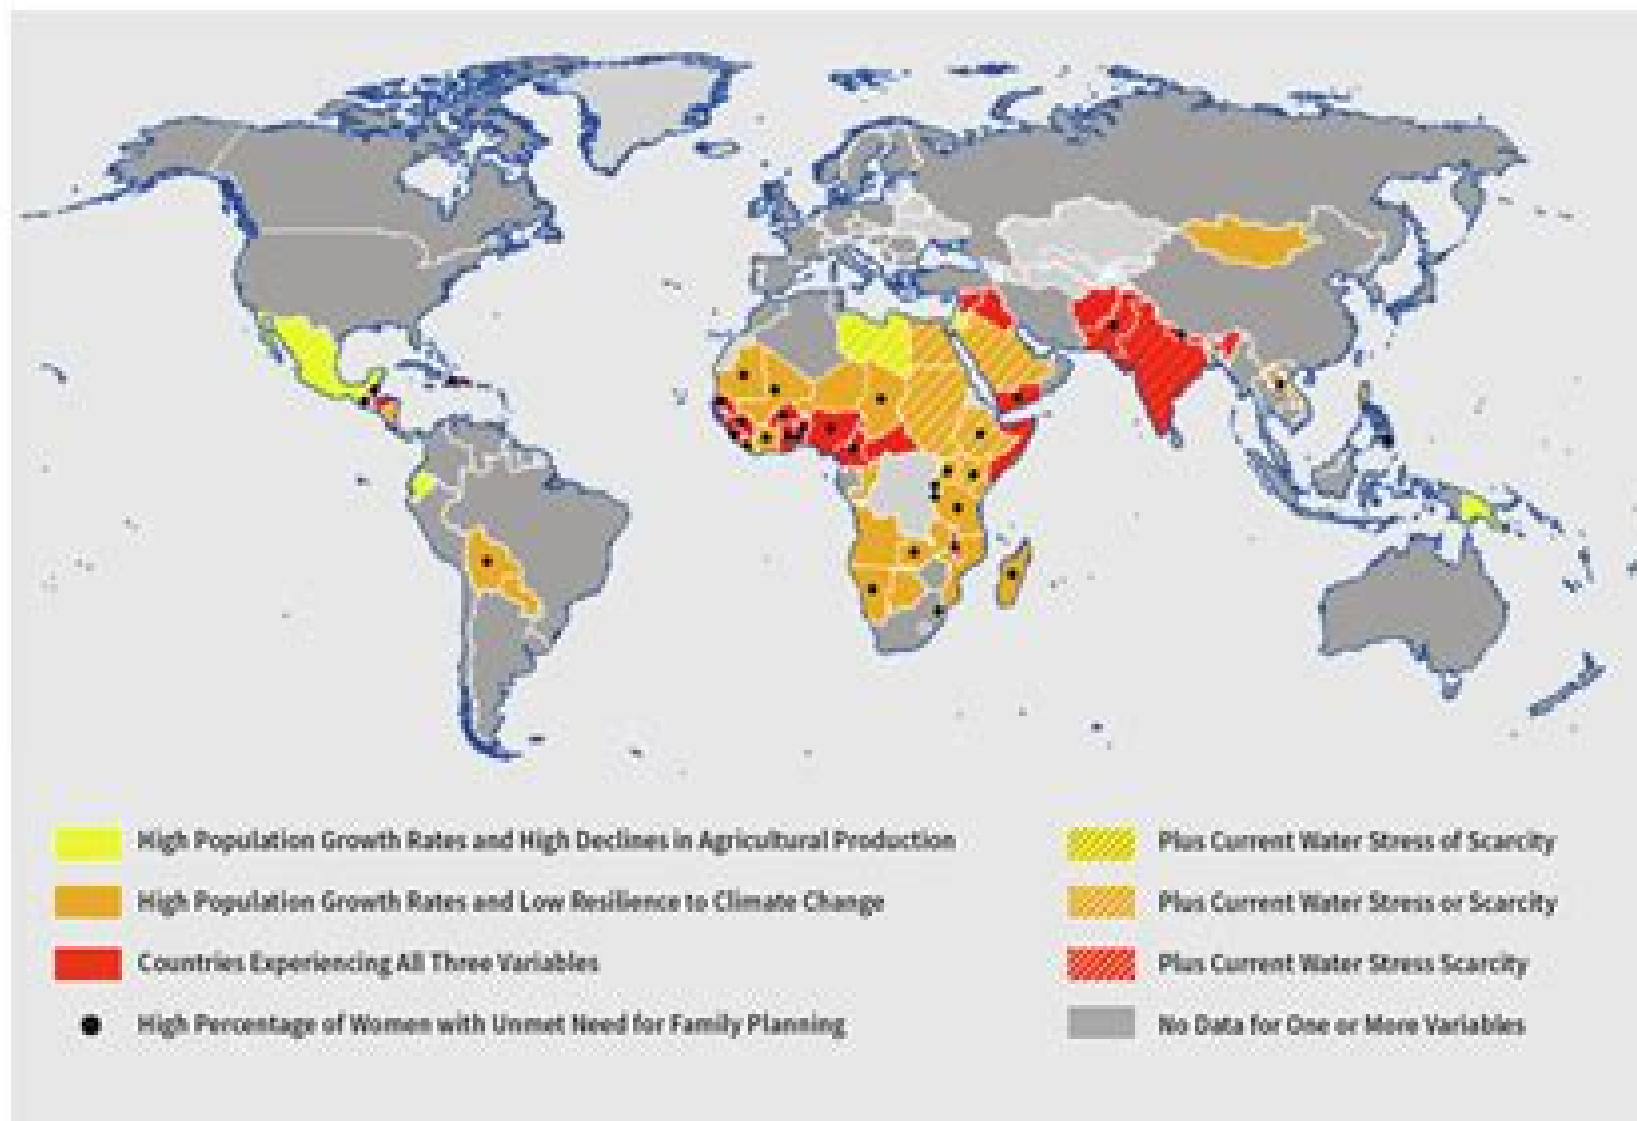 High Population Growth Rates and High Declines in Agricultural Production
High Population Growth Rates and Low Resilience to Climate Change
Countries Experiencing All Three Variables
High Percentage of Women with Unmet Need for Family Planning
Plus Current Water Stress of Scarcity
Plus Current Water Stress or Scarcity
Plus Current Water Stress Scarcity
No Data for One or More Variables